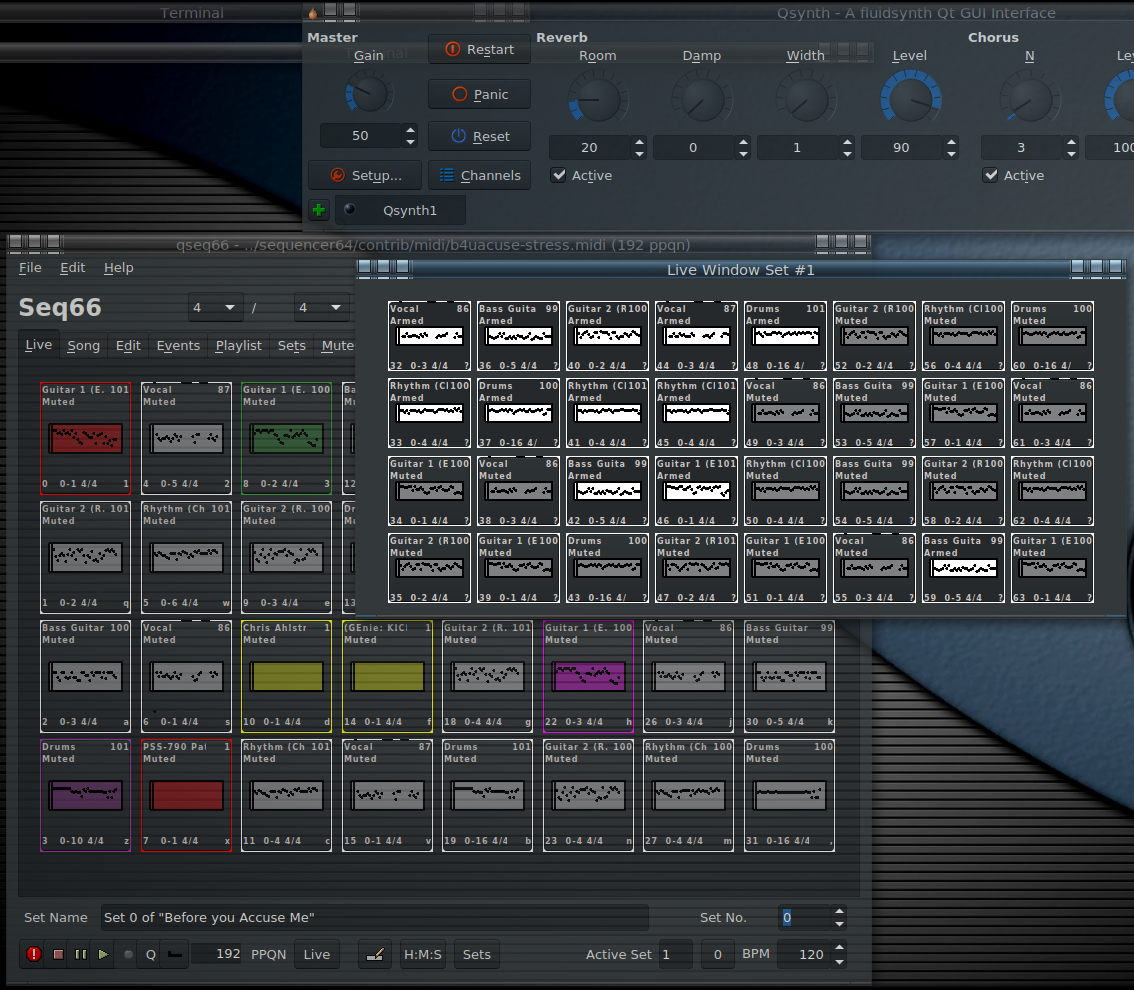 Terminal
Qsynth - A fluidsynth Qt GUI Interface
Master
Gain
50
Restart
Panic
Reset
Setup...
Channels
Qsynth1
Reverb
Room Damp Width Level
20 0 1 90
Active
Chorus
N
3
100
Active
qseq66 - ../sequencer64/contrib/midi/b4uacuse-stress.midi (192 ppqn)
File Edit Help
Seq66
4 / 4
Live Song Edit Events Playlist Sets Mute
Live Window Set #1
Vocal 86 Bass Guita 99 Guitar 2 (R100 Vocal 87 Drums 101 Guitar 2 (R100 Rhythm (Cl100 Drums 100
Armed Armed Armed Armed Armed Muted Muted Muted
32 0-3 4/4 ? 36 0-5 4/4 ? 40 0-2 4/4 ? 44 0-3 4/4 ? 48 0-16 4/ ? 52 0-2 4/4 ? 56 0-4 4/4 ? 60 0-16 4/ ?
Rhythm (Cl100 Drums 100 Rhythm (Cl101 Rhythm (Cl101 Vocal 86 Bass Guita 99 Guitar 1 (E100 Vocal 86
Armed Armed Armed Armed Muted Muted Muted Muted
33 0-4 4/4 ? 37 0-16 4/ ? 41 0-4 4/4 ? 45 0-4 4/4 ? 49 0-3 4/4 ? 53 0-5 4/4 ? 57 0-1 4/4 ? 61 0-3 4/4 ?
Guitar 1 (E100 Vocal 86 Bass Guita 99 Guitar 1 (E101 Rhythm (Cl100 Bass Guita 99 Guitar 2 (R100 Rhythm (Cl100
Muted Muted Armed Armed Muted Muted Muted Muted
34 0-1 4/4 ? 38 0-3 4/4 ? 42 0-5 4/4 ? 46 0-1 4/4 ? 50 0-4 4/4 ? 54 0-5 4/4 ? 58 0-2 4/4 ? 62 0-4 4/4 ?
Guitar 2 (R100 Guitar 1 (E100 Drums 100 Guitar 2 (R101 Guitar 1 (E100 Vocal 86 Bass Guita 99 Guitar 1 (E100
Muted Muted Muted Muted Muted Muted Armed Muted
35 0-2 4/4 ? 39 0-1 4/4 ? 43 0-16 4/ ? 47 0-2 4/4 ? 51 0-1 4/4 ? 55 0-3 4/4 ? 59 0-5 4/4 ? 63 0-1 4/4 ?
Guitar 1 (E. 101 Vocal 87 Guitar 1 (E. 100
Muted Muted Muted
0 0-1 4/4 1 4 0-5 4/4 2 8 0-2 4/4 3 12
Guitar 2 (R. 101 Rhythm (Ch 101 Guitar 2 (R. 100
Muted Muted Muted
1 0-2 4/4 q 5 0-6 4/4 w 9 0-3 4/4 e 13
Bass Guitar 100 Vocal 86 Chris Ahlstr 1 (GEnie: KICI 1 Guitar 2 (R. 101 Guitar 1 (E. 100 Vocal 86 Bass Guitar 99
Muted Muted Muted Muted Muted Muted Muted Muted
2 0-3 4/4 a 6 0-1 4/4 s 10 0-1 4/4 d 14 0-1 4/4 f 18 0-4 4/4 g 22 0-3 4/4 h 26 0-3 4/4 j 30 0-5 4/4 k
Drums 101 PSS-790 Pat 1 Rhythm (Ch 101 Vocal 87 Drums 101 Guitar 2 (R. 100 Rhythm (Ch 100 Drums 100
Muted Muted Muted Muted Muted Muted Muted Muted
3 0-10 4/4 z 7 0-1 4/4 x 11 0-4 4/4 c 15 0-1 4/4 v 19 0-16 4/4 b 23 0-4 4/4 n 27 0-4 4/4 m 31 0-16 4/4 ,
Set Name Set 0 of "Before you Accuse Me" Set No. 0
Q 192 PPQN Live H:M:S Sets Active Set 1 0 BPM 120